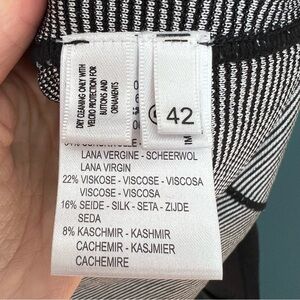 DRY CLEANING ONLY WITH
VELCRO PROTECTION FOR
BUTTONS AND
ORNAMENTS
42
LANA VERGINE - SCHEERWOL
LANA VIRGIN
22% VISKOSE - VISCOSE - VISCOSA
VISCOSE - VISCOSA
16% SEIDE - SILK - SETA - ZIJDE
SEDA
8% KASCHMIR - KASHMIR
CACHEMIR - KASJMIER
CACHEMIRE